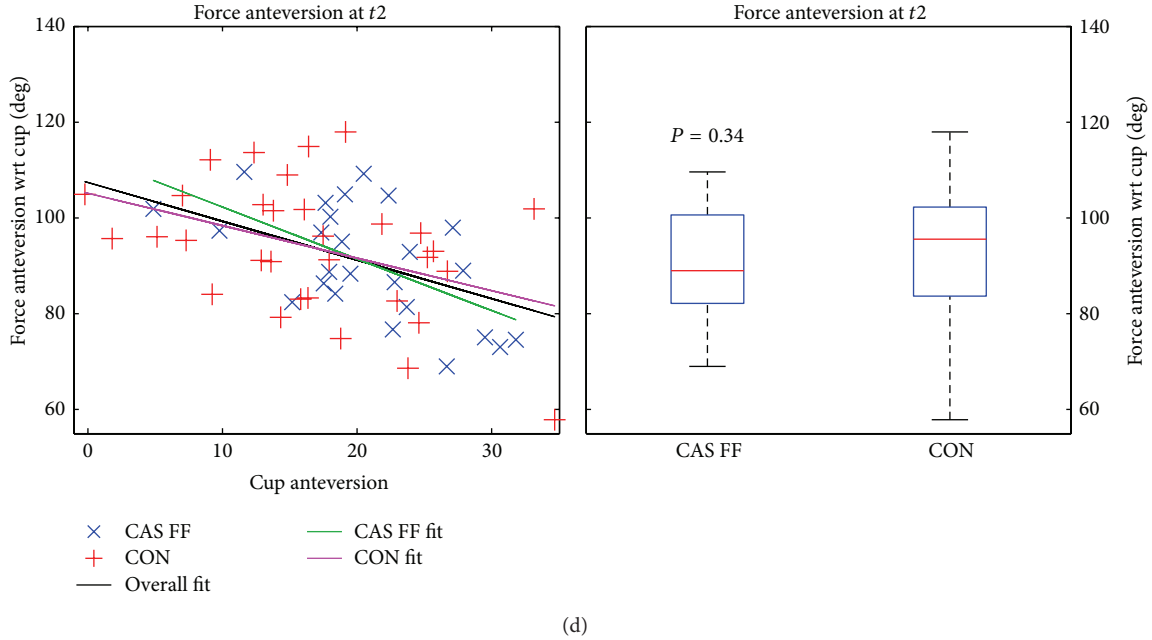 Force anteversion at t2
Force anteversion at t2
140
120
100
80
60
Force anteversion wrt cup (deg)
0 10 20 30
Cup anteversion
P = 0.34
140
120
100
80
60
Force anteversion wrt cup (deg)
CAS FF CON
CAS FF
CON
Overall fit
CAS FF fit
CON fit
(d)